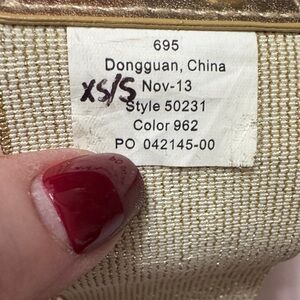 695
Dongguan, China
XS/S Nov-13
Style 50231
Color 962
PO 042145-00